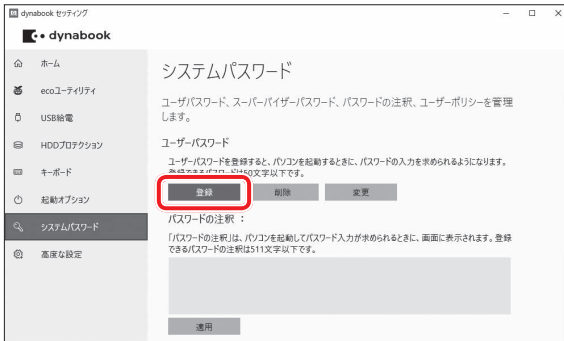 dynabook セッティング
dynabook
ホーム
ecoユーティリティ
USB給電
HDDプロテクション
キーボード
起動オプション
システムパスワード
高度な設定
システムパスワード
ユーザパスワード、スーパーバイザーパスワード、パスワードの注釈、ユーザーポリシーを管理
します。
ユーザーパスワード
ユーザーパスワードを登録すると、パソコンを起動するときに、パスワードの入力を求められるようになります。
登録できるパスワードは50文字以下です。
登録
削除
変更
パスワードの注釈 :
「パスワードの注釈」は、パソコンを起動してパスワード入力が求められるときに、画面に表示されます。登録
できるパスワードの注釈は511文字以下です。
適用